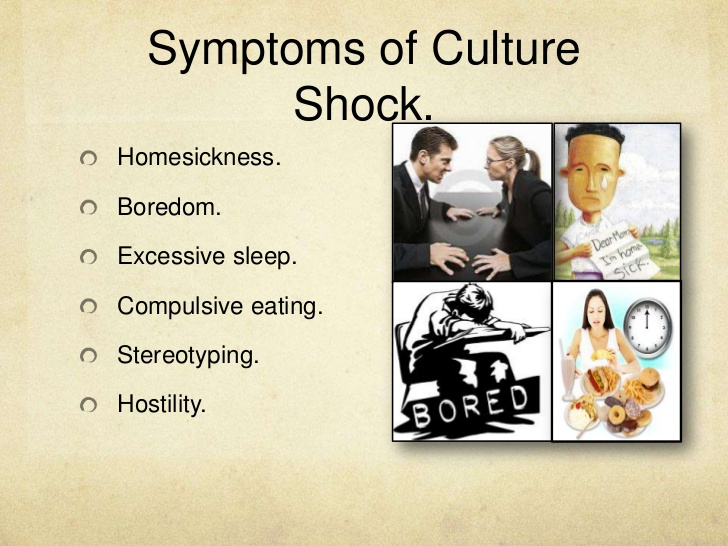 Symptoms of Culture
Shock.
Homesickness.
Boredom.
Excessive sleep.
Compulsive eating.
Stereotyping.
Hostility.
Dear Mom,
I'm home
Sick.
BORED